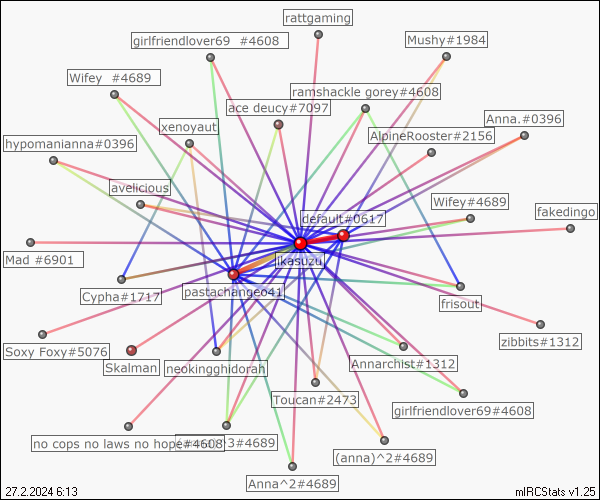 rattgaming
girlfriendlover69 #4608
Mushy#1984
Wifey #4689
ramshackle gorey#4608
ace deucy#7097
Anna.#0396
xenoyaut
AlpineRooster#2156
hypomanianna#0396
avelicious
Wifey#4689
default#0617
fakedingo
Mad #6901
jkasuzu
pastachangeo41
Cypha#1717
frisout
zibbits#1312
Soxy Foxy#5076
Skalman
neokingghidorah
Annarchist#1312
Toucan#2473
girlfriendlover69#4608
no cops no laws no hope#4608
3#4689
(anna)^2#4689
Anna^2#4689
27.2.2024 6:13
mIRCStats v1.25